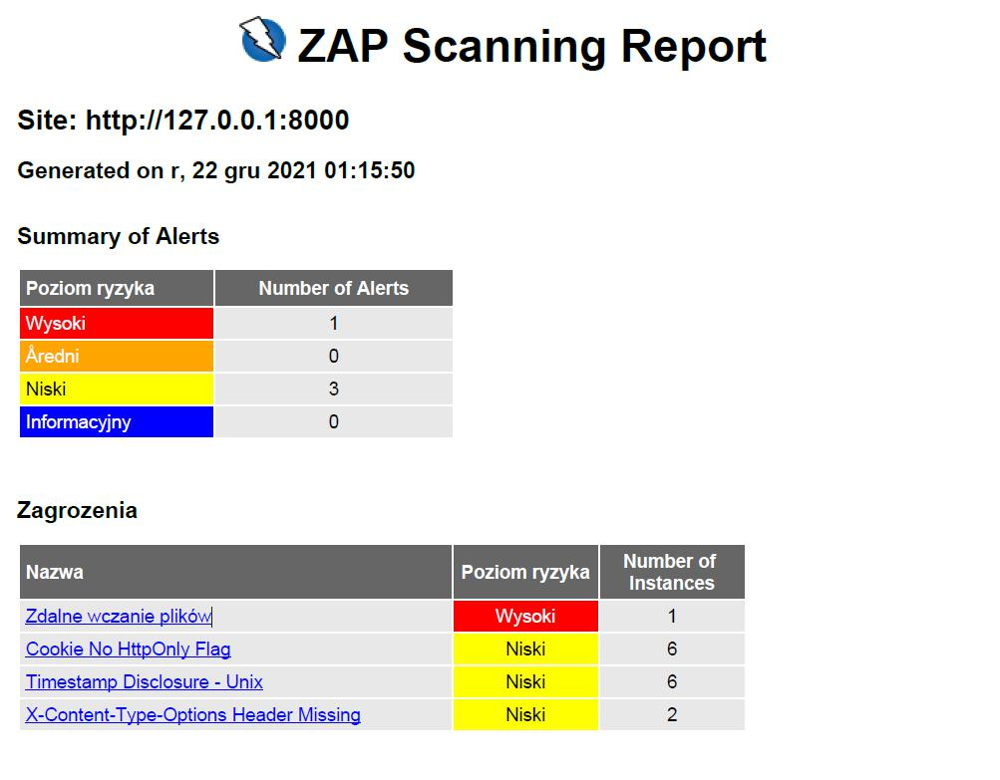 ZAP Scanning Report
Site: http://127.0.0.1:8000
Generated on r, 22 gru 2021 01:15:50
Summary of Alerts
Poziom ryzyka Number of Alerts
Wysoki 1
Åredni 0
Niski 3
Informacyjny 0
Zagrozenia
Nazwa Poziom ryzyka Number of Instances
Zdalne wczanie plików Wysoki 1
Cookie No HttpOnly Flag Niski 6
Timestamp Disclosure - Unix Niski 6
X-Content-Type-Options Header Missing Niski 2